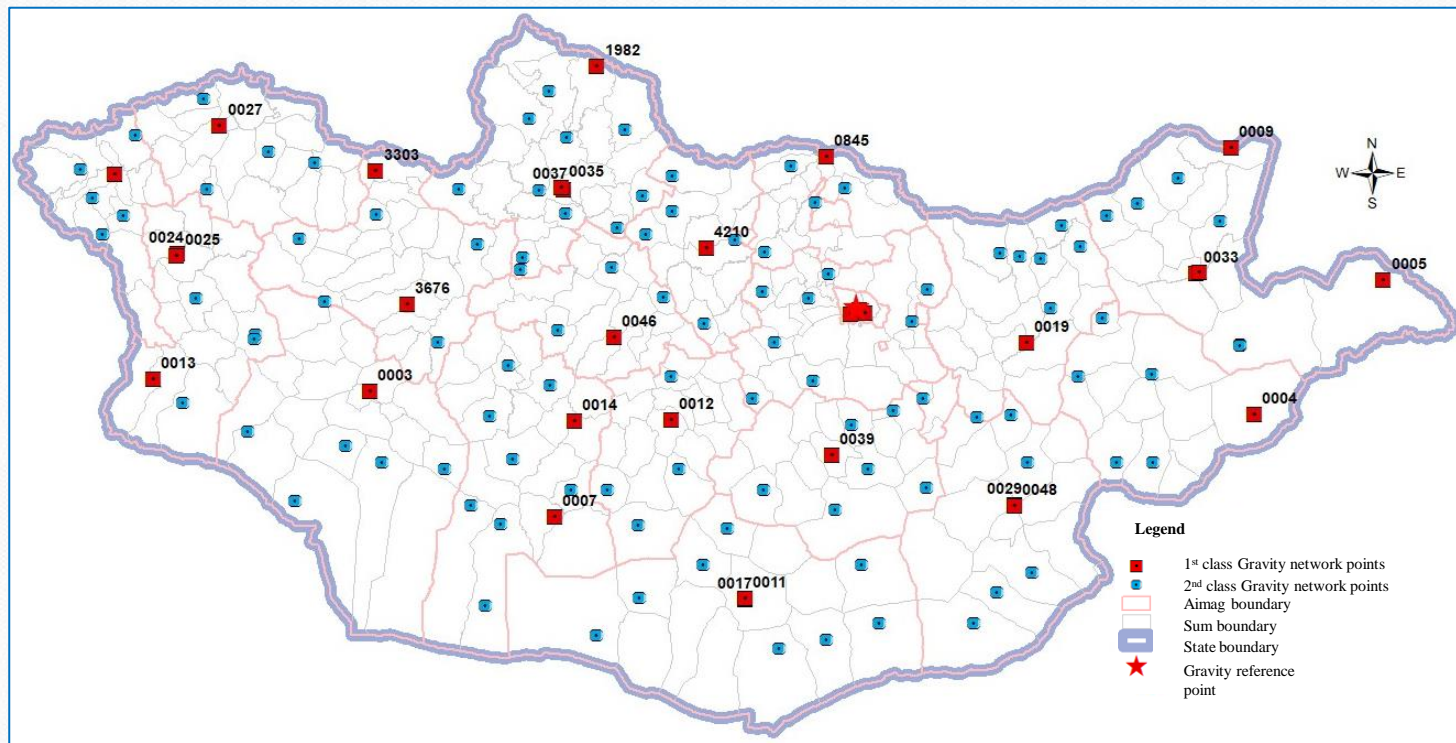 1982
0027
0845
0009
3303
N
0037 0035
W E
S
4210
0024 0025
0033
0005
3676
0046
0019
0013
0003
0014
0012
0004
0039
0007
0029 0048
Legend
1st class Gravity network points
2nd class Gravity network points
0017 0011
Aimag boundary
Sum boundary
State boundary
Gravity reference
point